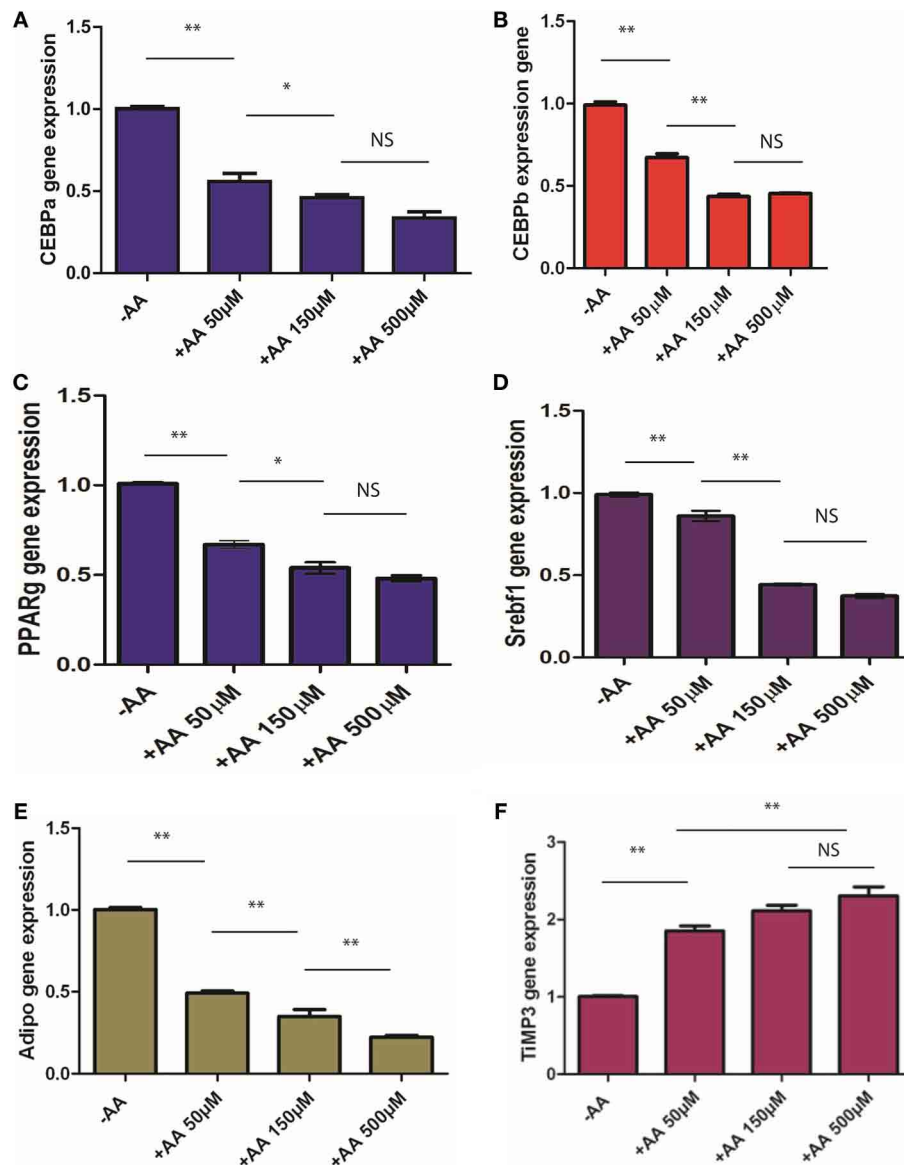 A
CEBPa gene expression
1.5
1.0
0.5
0.0
**
*
NS
-AA
+AA 50µM
+AA 150µM
+AA 500µM
B
CEBPb expression gene
1.5
1.0
0.5
0.0
**
**
NS
-AA
+AA 50µM
+AA 150µM
+AA 500µM
C
PPARg gene expression
1.5
1.0
0.5
0.0
**
*
NS
-AA
+AA 50µM
+AA 150µM
+AA 500µM
D
Srebf1 gene expression
1.5
1.0
0.5
0.0
**
**
NS
-AA
+AA 50µM
+AA 150µM
+AA 500µM
E
Adipo gene expression
1.5
1.0
0.5
0.0
**
**
**
-AA
+AA 50µM
+AA 150µM
+AA 500µM
F
TiMP3 gene expression
3
2
1
0
**
**
NS
-AA
+AA 50µM
+AA 150µM
+AA 500µM